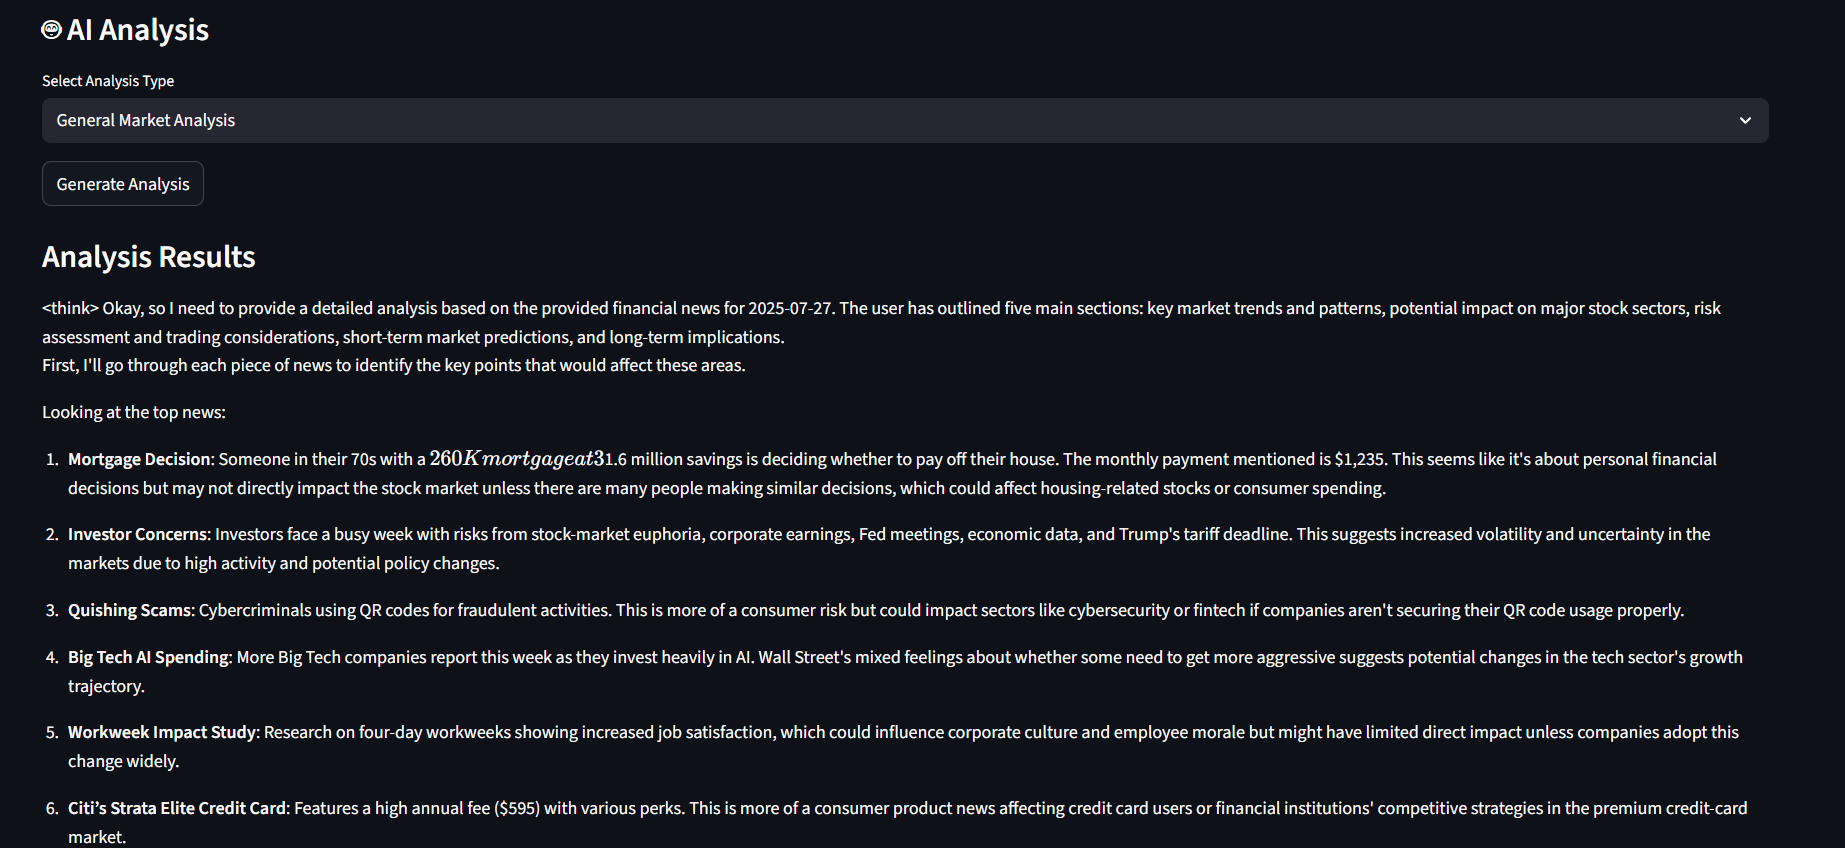 AI Analysis
Select Analysis Type
General Market Analysis
Generate Analysis
Analysis Results
<think> Okay, so I need to provide a detailed analysis based on the provided financial news for 2025-07-27. The user has outlined five main sections: key market trends and patterns, potential impact on major stock sectors, risk
assessment and trading considerations, short-term market predictions, and long-term implications.
First, I'll go through each piece of news to identify the key points that would affect these areas.
Looking at the top news:
1. Mortgage Decision: Someone in their 70s with a 260Kmortgageat31.6 million savings is deciding whether to pay off their house. The monthly payment mentioned is $1,235. This seems like it's about personal financial
decisions but may not directly impact the stock market unless there are many people making similar decisions, which could affect housing-related stocks or consumer spending.
2. Investor Concerns: Investors face a busy week with risks from stock-market euphoria, corporate earnings, Fed meetings, economic data, and Trump's tariff deadline. This suggests increased volatility and uncertainty in the
markets due to high activity and potential policy changes.
3. Quishing Scams: Cybercriminals using QR codes for fraudulent activities. This is more of a consumer risk but could impact sectors like cybersecurity or fintech if companies aren't securing their QR code usage properly.
4. Big Tech AI Spending: More Big Tech companies report this week as they invest heavily in AI. Wall Street's mixed feelings about whether some need to get more aggressive suggests potential changes in the tech sector's growth
trajectory.
5. Workweek Impact Study: Research on four-day workweeks showing increased job satisfaction, which could influence corporate culture and employee morale but might have limited direct impact unless companies adopt this
change widely.
6. Citi’s Strata Elite Credit Card: Features a high annual fee ($595) with various perks. This is more of a consumer product news affecting credit card users or financial institutions' competitive strategies in the premium credit-card
market.